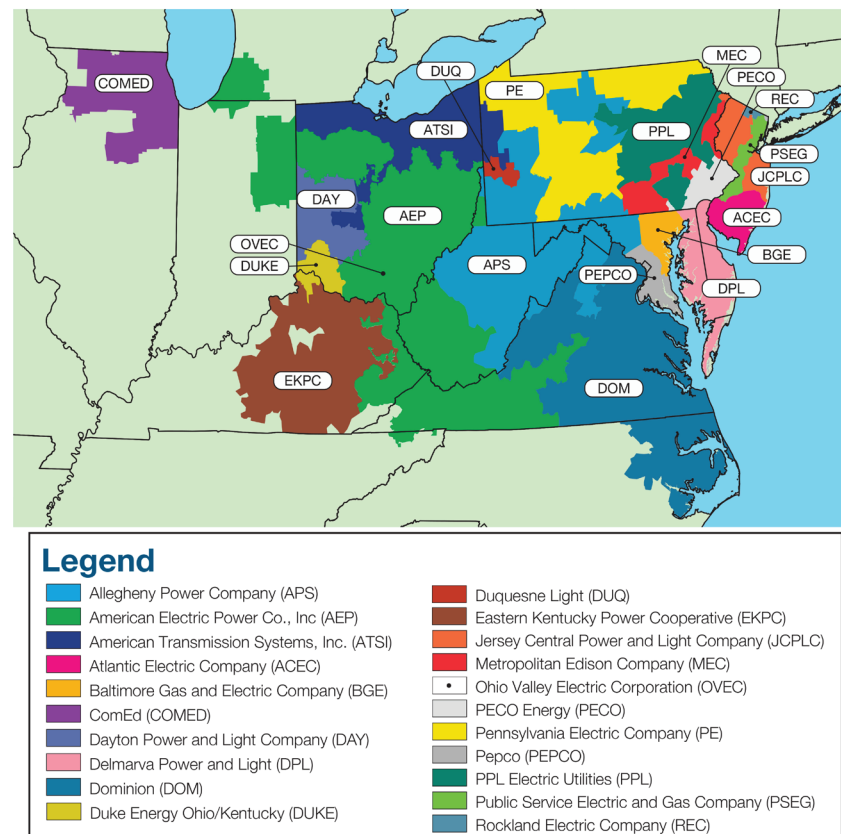 MEC
PECO
REC
DUQ
PE
COMED
ATSI
PPL
PSEG
JCPLC
DAY
AEP
ACEC
OVEC
DUKE
APS
PEPCO
BGE
DPL
EKPC
DOM
Legend
Allegheny Power Company (APS)
American Electric Power Co., Inc (AEP)
American Transmission Systems, Inc. (ATSI)
Atlantic Electric Company (ACEC)
Baltimore Gas and Electric Company (BGE)
ComEd (COMED)
Dayton Power and Light Company (DAY)
Delmarva Power and Light (DPL)
Dominion (DOM)
Duke Energy Ohio/Kentucky (DUKE)
Duquesne Light (DUQ)
Eastern Kentucky Power Cooperative (EKPC)
Jersey Central Power and Light Company (JCPLC)
Metropolitan Edison Company (MEC)
Ohio Valley Electric Corporation (OVEC)
PECO Energy (PECO)
Pennsylvania Electric Company (PE)
Pepco (PEPCO)
PPL Electric Utilities (PPL)
Public Service Electric and Gas Company (PSEG)
Rockland Electric Company (REC)